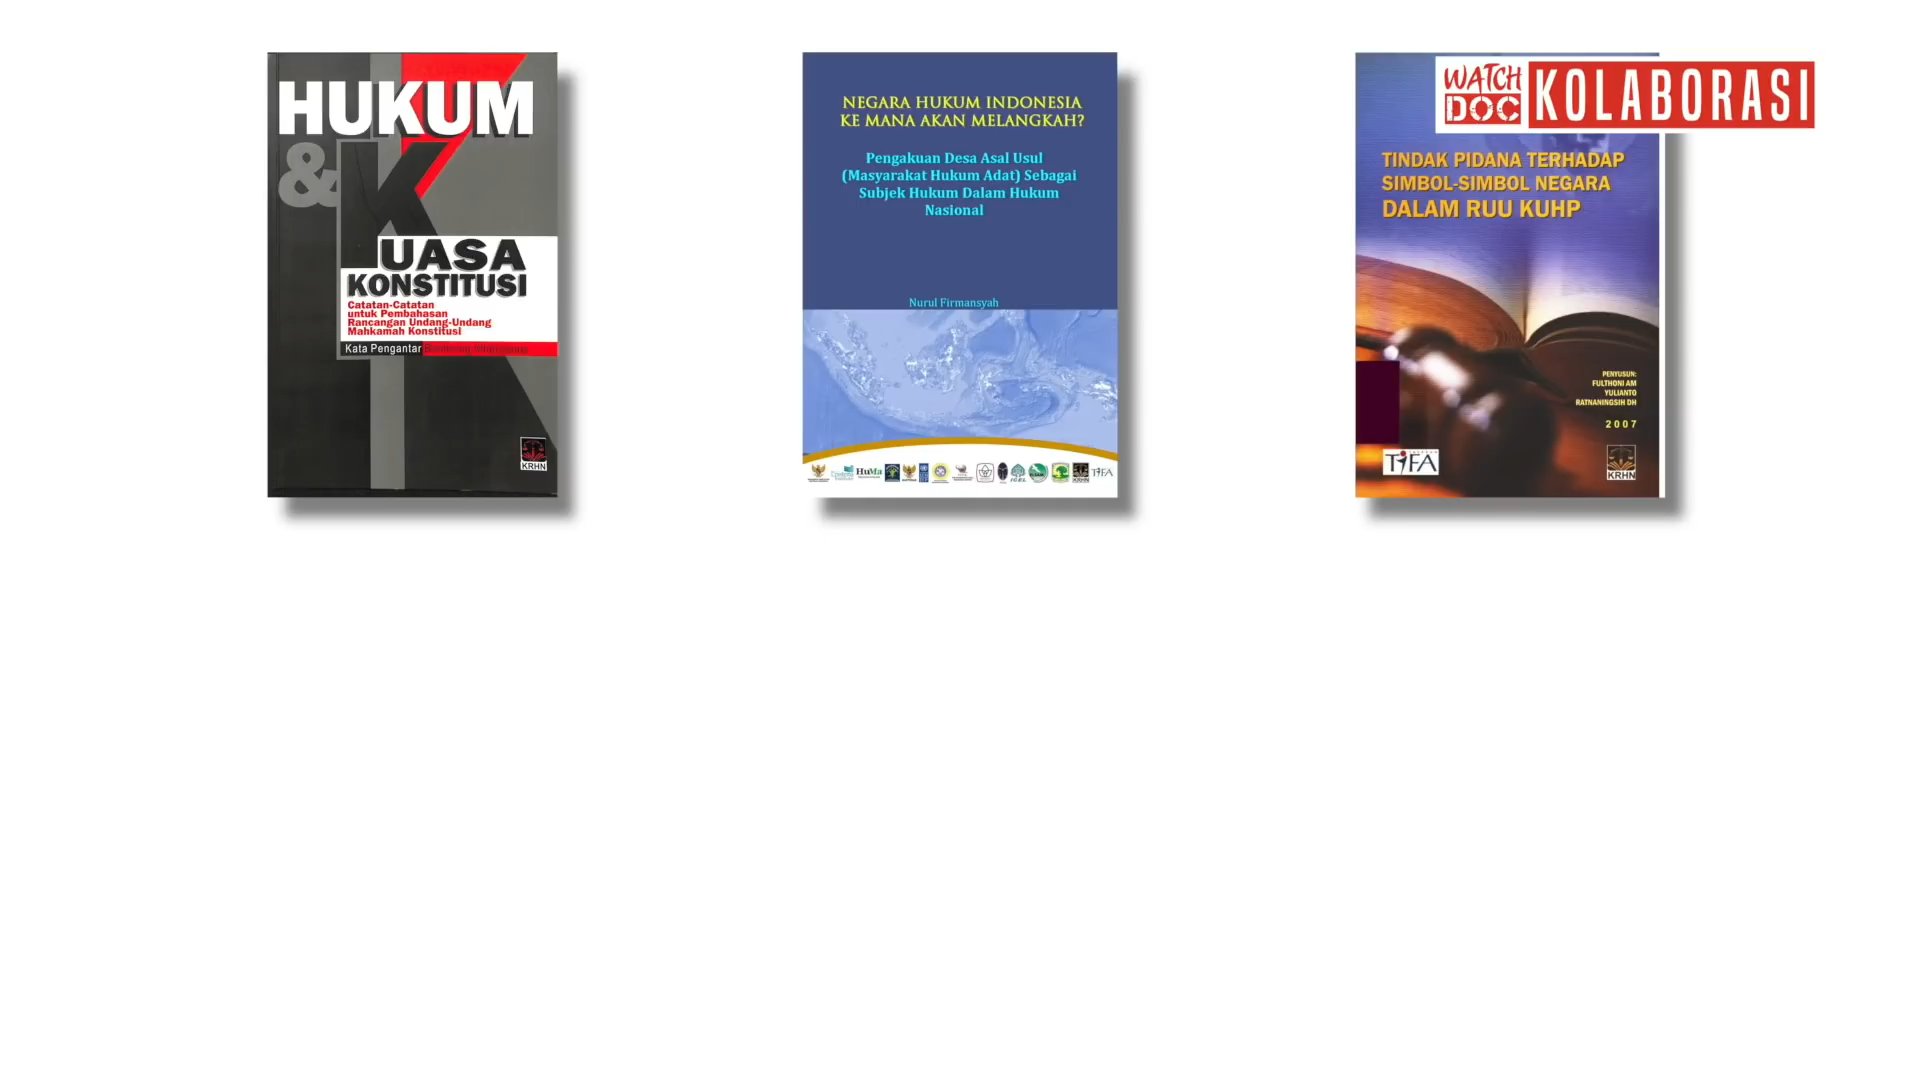 HUKUM
&
KUASA
KONSTITUSI
Catatan-Catatan
untuk Pembahasan
Rancangan Undang-Undang
Mahkamah Konstitusi
Kata Pengantar
KRHN
NEGARA HUKUM INDONESIA
KE MANA AKAN MELANGKAH?
Pengakuan Desa Asal Usul
(Masyarakat Hukum Adat) Sebagai
Subjek Hukum Dalam Hukum
Nasional
Nurul Firmansyah
HuMa
KRHN
TIFA
WATCH
DOC
KOLABORASI
TINDAK PIDANA TERHADAP
SIMBOL-SIMBOL NEGARA
DALAM RUU KUHP
PENYUSUN:
FULTHONI AM
YULIANTO
RATNANINGSIH DH
2007
TIFA
KRHN